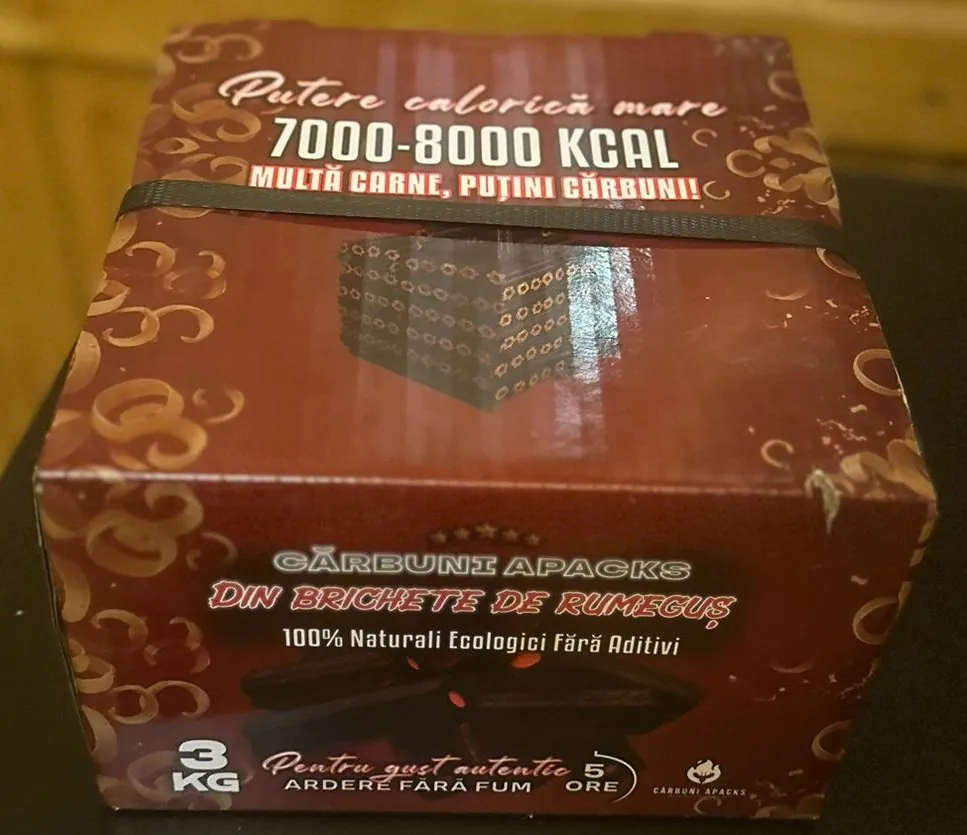 Putere calorică mare
7000-8000 KCAL
MULTĂ CARNE, PUȚINI CĂRBUNI!
CĂRBUNI APACKS
DIN BRICHETE DE RUMEGUȘ
100% Naturali Ecologici Fără Aditivi
3 KG
Pentru gust autentic
ARDERE FĂRĂ FUM
5 ORE
CĂRBUNI APACKS